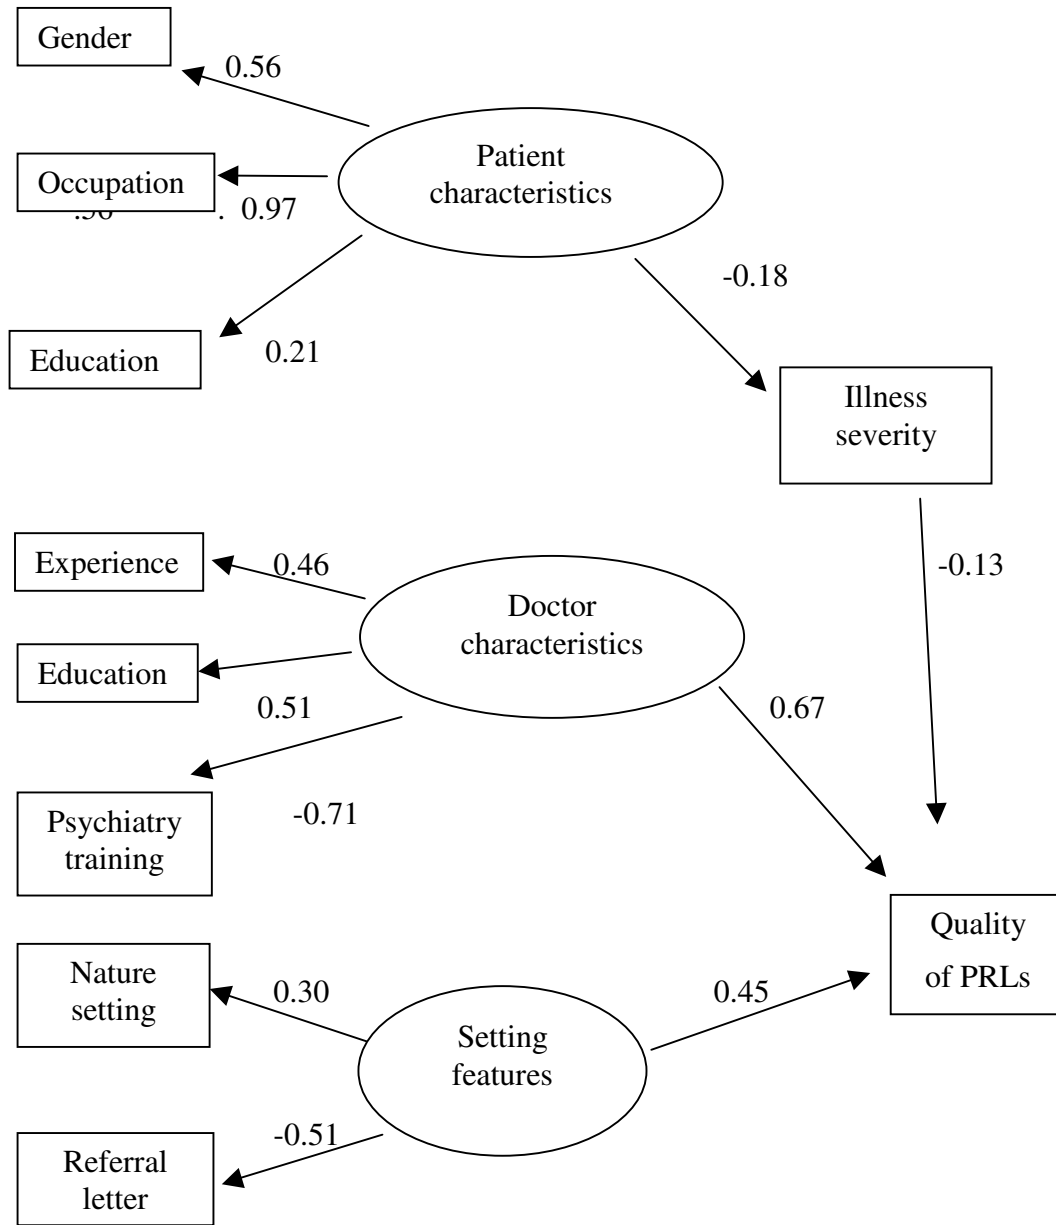 Gender
0.56
Patient
characteristics
Occupation
. 0.97
-0.18
Education
0.21
Illness
severity
Experience
0.46
-0.13
Doctor
characteristics
Education
0.51
0.67
Psychiatry
training
-0.71
Quality
of PRLs
Nature
setting
0.30
0.45
Setting
features
-0.51
Referral
letter